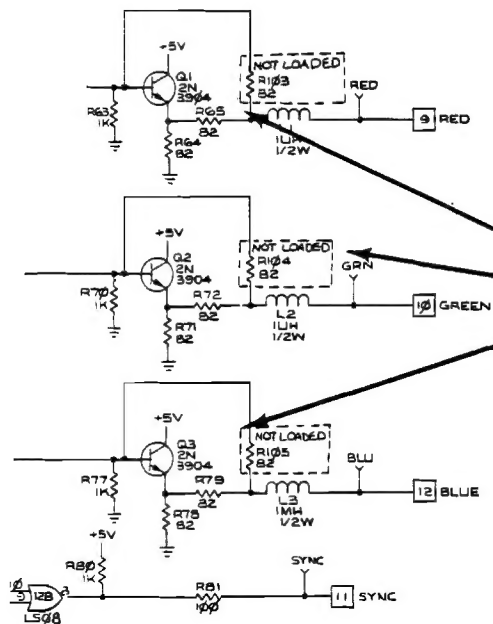 +5V
Q1
2N
3904
R63
1K
R64
82
R65
82
NOT LOADED
R103
82
1UH
1/2W
RED
9 RED
+5V
Q2
2N
3904
R70
1K
R71
82
R72
82
NOT LOADED
R104
82
L2
1UH
1/2W
GRN
10 GREEN
+5V
Q3
2N
3904
R77
1K
R78
82
R79
82
NOT LOADED
R105
82
L3
1MH
1/2W
BLU
12 BLUE
+5V
R80
1K
10
9
12B
8
LS08
R81
100
SYNC
11 SYNC